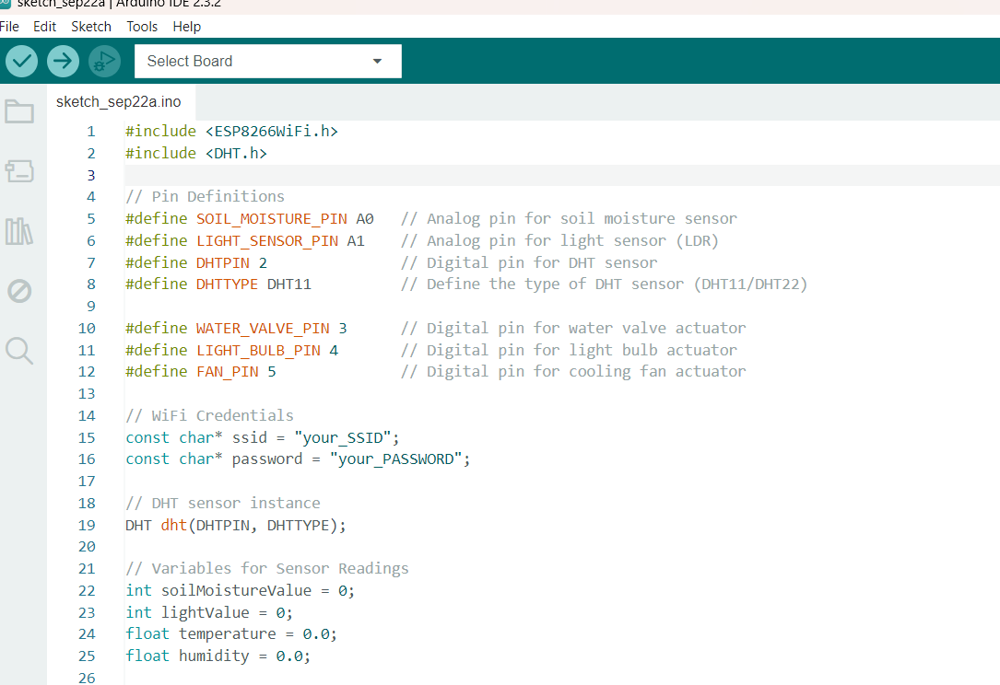 sketch_sep22a | Arduino IDE 2.3.2
File Edit Sketch Tools Help
Select Board
sketch_sep22a.ino
1 #include <ESP8266WiFi.h>
2 #include <DHT.h>
3
4 // Pin Definitions
5 #define SOIL_MOISTURE_PIN A0 // Analog pin for soil moisture sensor
6 #define LIGHT_SENSOR_PIN A1 // Analog pin for light sensor (LDR)
7 #define DHTPIN 2 // Digital pin for DHT sensor
8 #define DHTTYPE DHT11 // Define the type of DHT sensor (DHT11/DHT22)
9
10 #define WATER_VALVE_PIN 3 // Digital pin for water valve actuator
11 #define LIGHT_BULB_PIN 4 // Digital pin for light bulb actuator
12 #define FAN_PIN 5 // Digital pin for cooling fan actuator
13
14 // WiFi Credentials
15 const char* ssid = "your_SSID";
16 const char* password = "your_PASSWORD";
17
18 // DHT sensor instance
19 DHT dht(DHTPIN, DHTTYPE);
20
21 // Variables for Sensor Readings
22 int soilMoistureValue = 0;
23 int lightValue = 0;
24 float temperature = 0.0;
25 float humidity = 0.0;
26